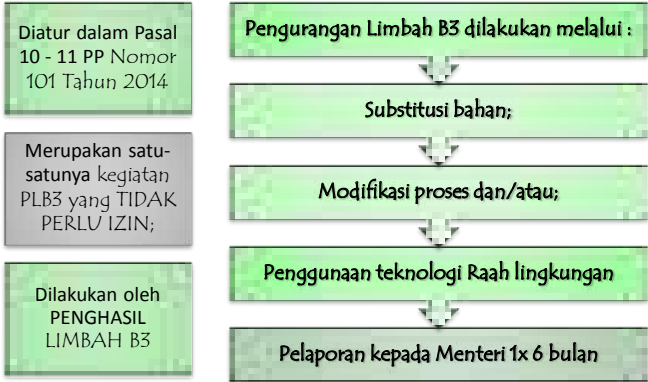 Diatur dalam Pasal
10 - 11 PP Nomor
101 Tahun 2014
Merupakan satu-
satunya kegiatan
PLB3 yang TIDAK
PERLU IZIN;
Dilakukan oleh
PENGHASIL
LIMBAH B3
Pengurangan Limbah B3 dilakukan melalui :
Substitusi bahan;
Modifikasi proses dan/atau;
Penggunaan teknologi Raah lingkungan
Pelaporan kepada Menteri 1x 6 bulan